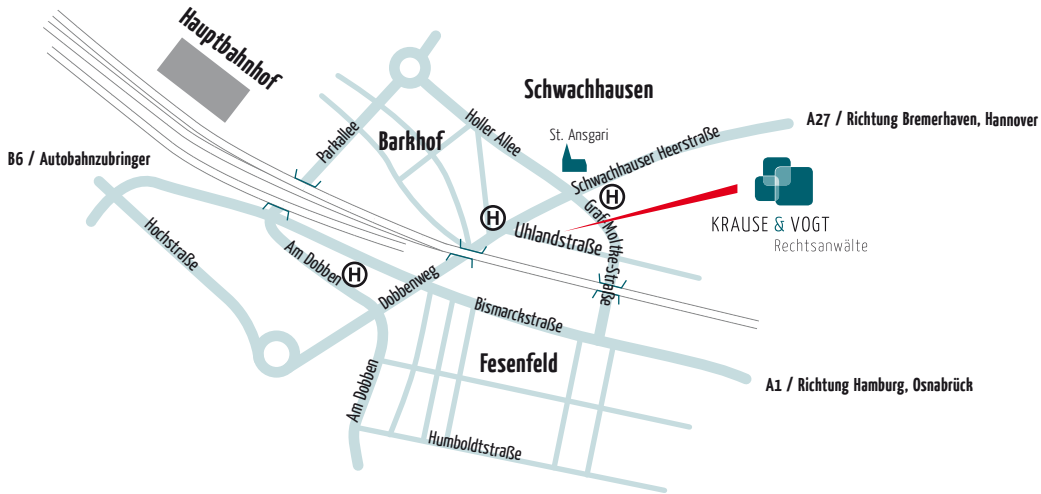 Hauptbahnhof
Schwachhausen
Holler Allee
A27 / Richtung Bremerhaven, Hannover
St. Ansgari
Parkallee
Barkhof
Schwachhauser Heerstraße
B6 / Autobahnzubringer
H
H
KRAUSE & VOGT
Rechtsanwälte
Graf-Moltke-Straße
Uhlandstraße
Hochstraße
Am Dobben
H
Dobbenweg
Bismarckstraße
Fesenfeld
A1 / Richtung Hamburg, Osnabrück
Am Dobben
Humboldtstraße